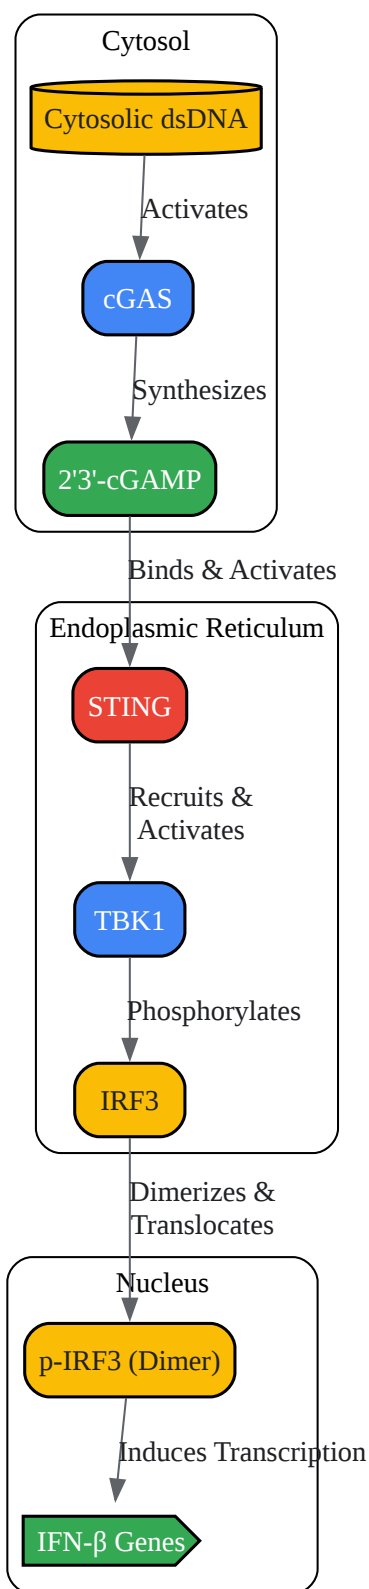 Cytosol
Cytosolic dsDNA
Activates
cGAS
Synthesizes
2'3'-cGAMP
Binds & Activates
Endoplasmic Reticulum
STING
Recruits &
Activates
TBK1
Phosphorylates
IRF3
Dimerizes &
Translocates
Nucleus
p-IRF3 (Dimer)
Induces Transcription
IFN-β Genes